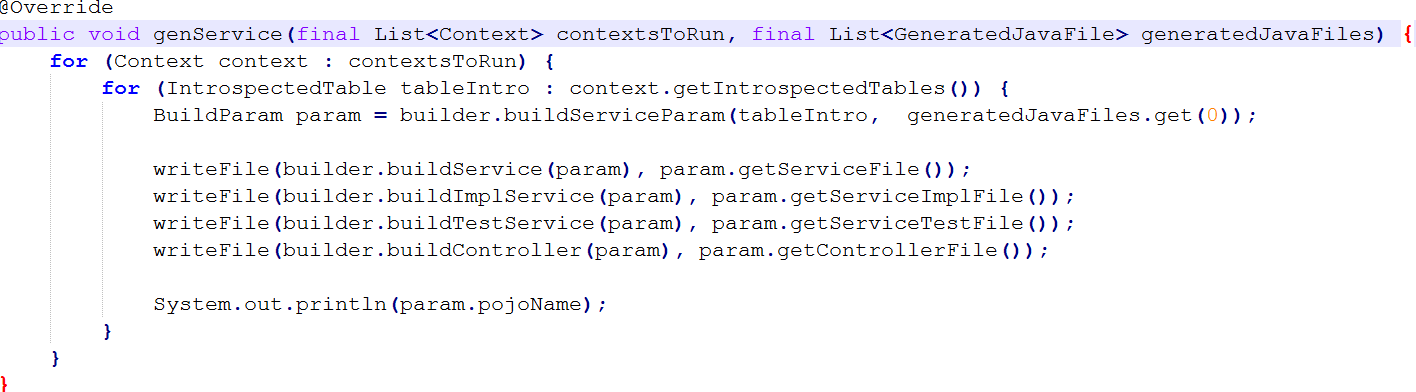 @Override
public void genService(final List<Context> contextsToRun, final List<GeneratedJavaFile> generatedJavaFiles) {
    for (Context context : contextsToRun) {
        for (IntrospectedTable tableIntro : context.getIntrospectedTables()) {
            BuildParam param = builder.buildServiceParam(tableIntro,  generatedJavaFiles.get(0));
            writeFile(builder.buildService(param), param.getServiceFile());
            writeFile(builder.buildImplService(param), param.getServiceImplFile());
            writeFile(builder.buildTestService(param), param.getServiceTestFile());
            writeFile(builder.buildController(param), param.getControllerFile());
            System.out.println(param.pojoName);
        }
    }
}